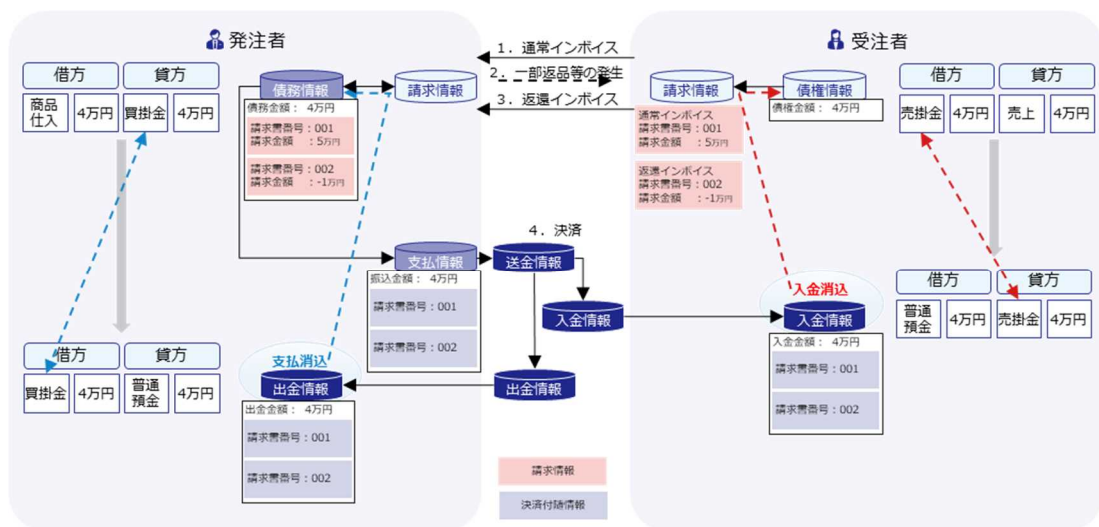 発注者
受注者
1. 通常インボイス
2. 一部返品等の発生
3. 返還インボイス
借方
貸方
商品
仕入
4万円
買掛金
4万円
債務情報
債務金額： 4万円
請求書番号：001
請求金額 ：5万円
請求書番号：002
請求金額 ：-1万円
請求情報
請求情報
通常インボイス
請求書番号：001
請求金額 ：5万円
返還インボイス
請求書番号：002
請求金額 ：-1万円
債権情報
債権金額： 4万円
借方
貸方
売掛金
4万円
売上
4万円
4. 決済
支払情報
振込金額： 4万円
請求書番号：001
請求書番号：002
送金情報
入金情報
出金情報
入金消込
入金情報
入金金額： 4万円
請求書番号：001
請求書番号：002
借方
貸方
普通
預金
4万円
売掛金
4万円
借方
貸方
買掛金
4万円
普通
預金
4万円
支払消込
出金情報
出金金額： 4万円
請求書番号：001
請求書番号：002
請求情報
決済付随情報